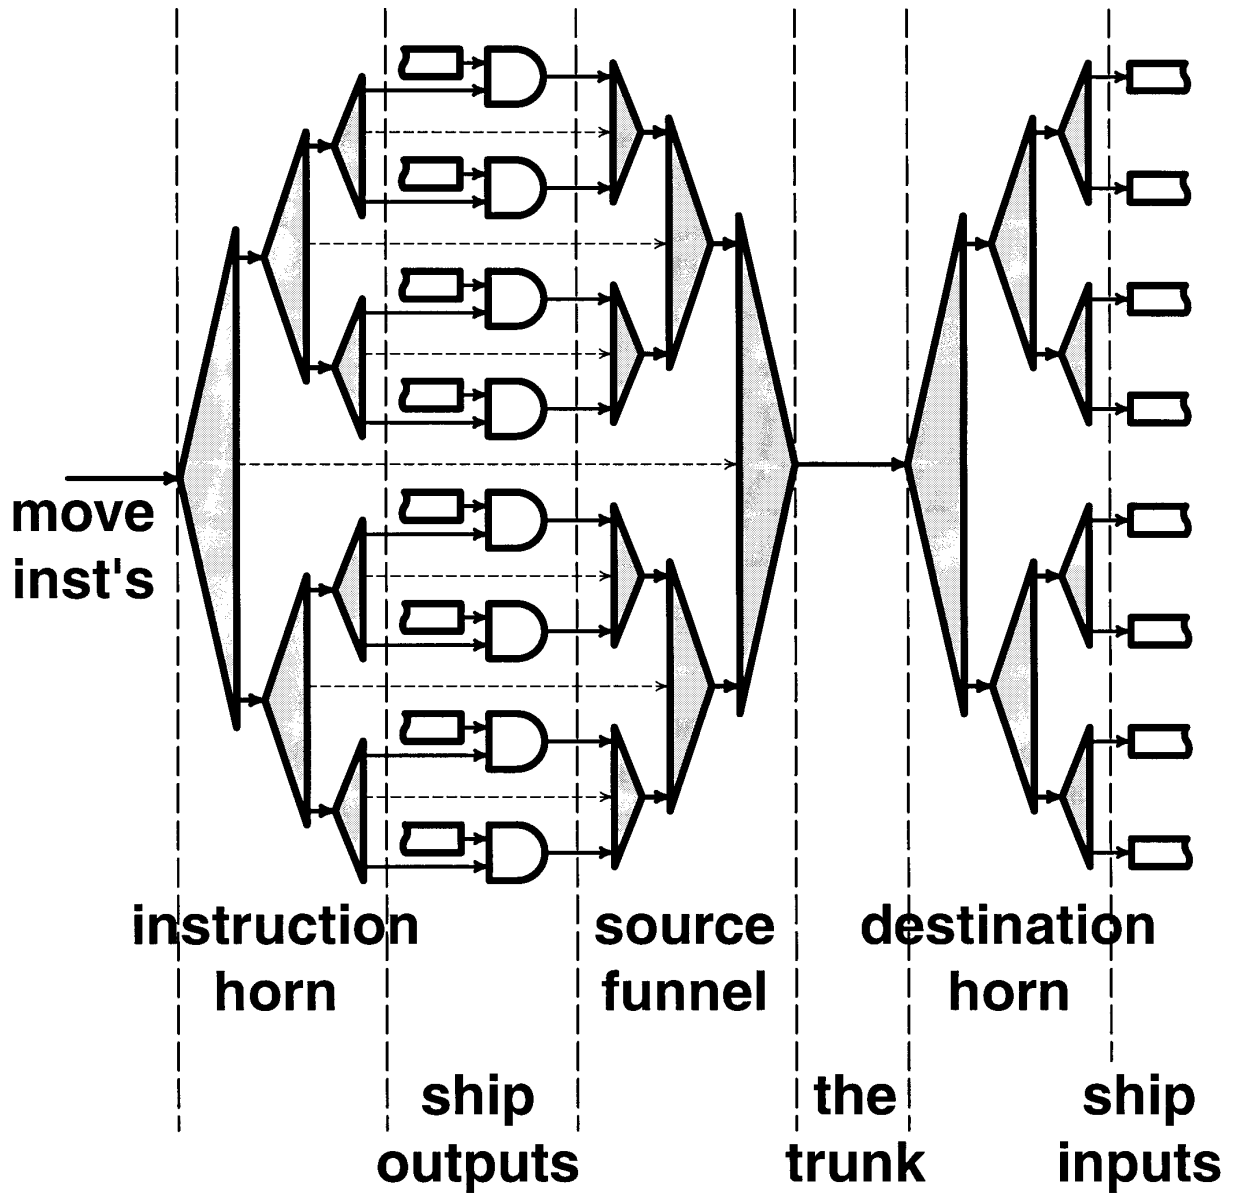 move
inst's
instruction
horn
source
funnel
destination
horn
ship
outputs
the
trunk
ship
inputs